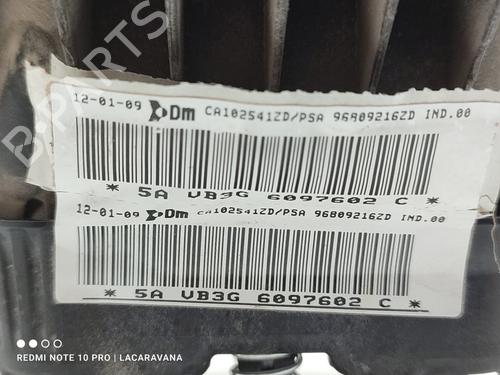 B-PARTS
12-01-09 Dm CA102541ZD/PSA 96809216ZD IND.00
* 5A VB3G 6097602 C *
12-01-09 Dm CA102541ZD/PSA 96809216ZD IND.00
* 5A VB3G 6097602 C *
REDMI NOTE 10 PRO | LACARAVANA